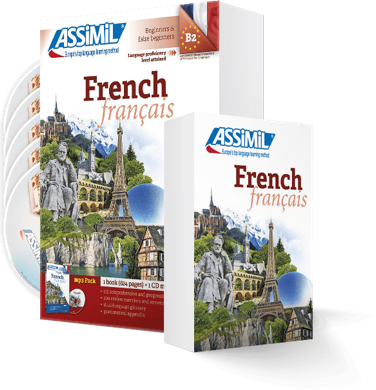 ASSiMiL
Europe's top language learning method
Beginners &
false beginners
Language proficiency
level attained
B2
French
français
mp3 Pack
1 book (624 pages) + 1 CD m
French
ASSiMiL
Europe's top language learning method
French
français